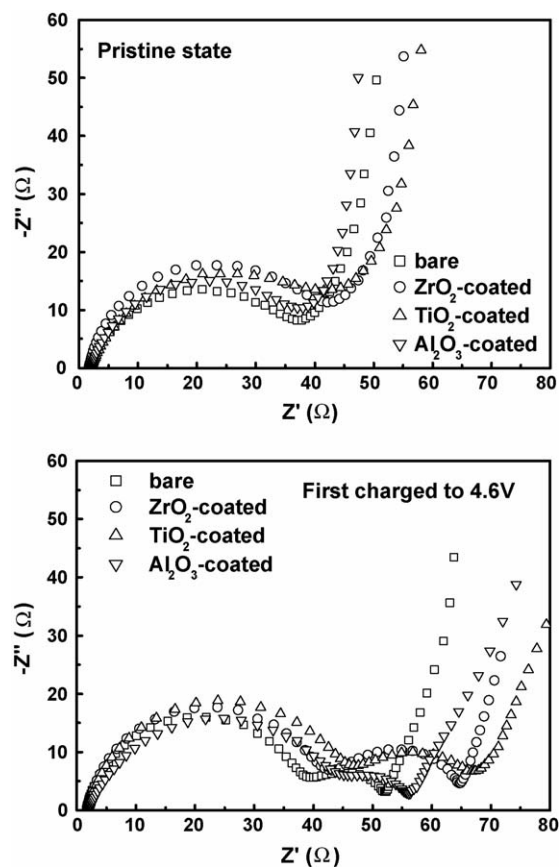 60
Pristine state
50
40
30
20
10
0
-Z'' (Ω)
bare
ZrO₂-coated
TiO₂-coated
Al₂O₃-coated
0 10 20 30 40 50 60 70 80
Z' (Ω)
60
bare
First charged to 4.6V
ZrO₂-coated
50
TiO₂-coated
Al₂O₃-coated
40
30
20
10
0
-Z'' (Ω)
0 10 20 30 40 50 60 70 80
Z' (Ω)